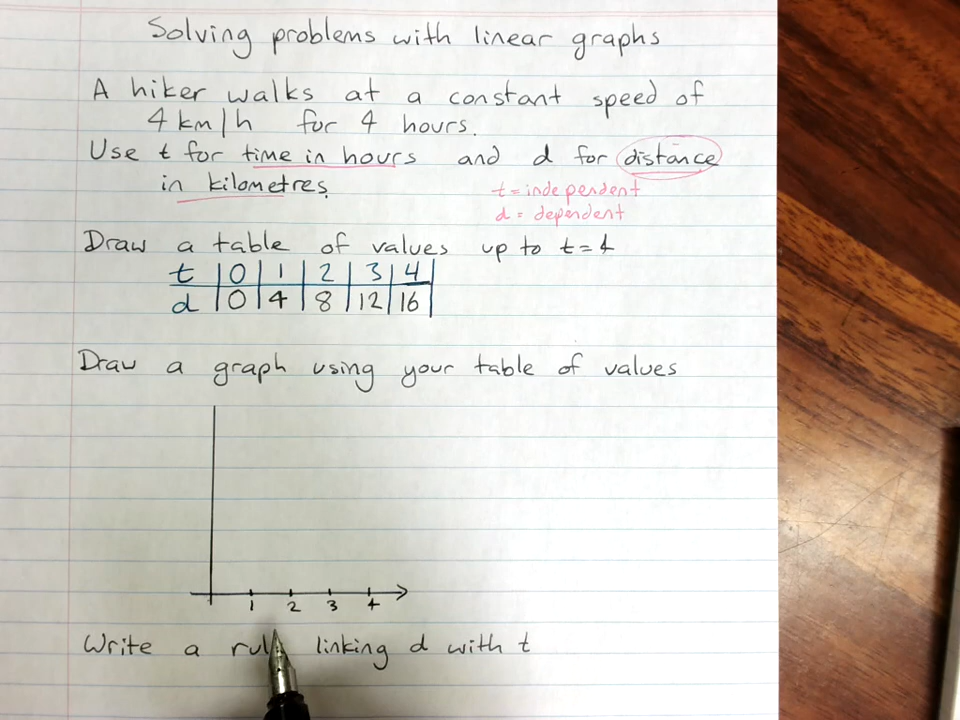 Solving problems with linear graphs
A hiker walks at a constant speed of
4 km/h for 4 hours.
Use t for time in hours and d for distance
in kilometres.
t = independent
d = dependent
Draw a table of values up to t=4
t | 0 | 1 | 2 | 3 | 4
d | 0 | 4 | 8 | 12 | 16
Draw a graph using your table of values
1 2 3 4
Write a linking d with t